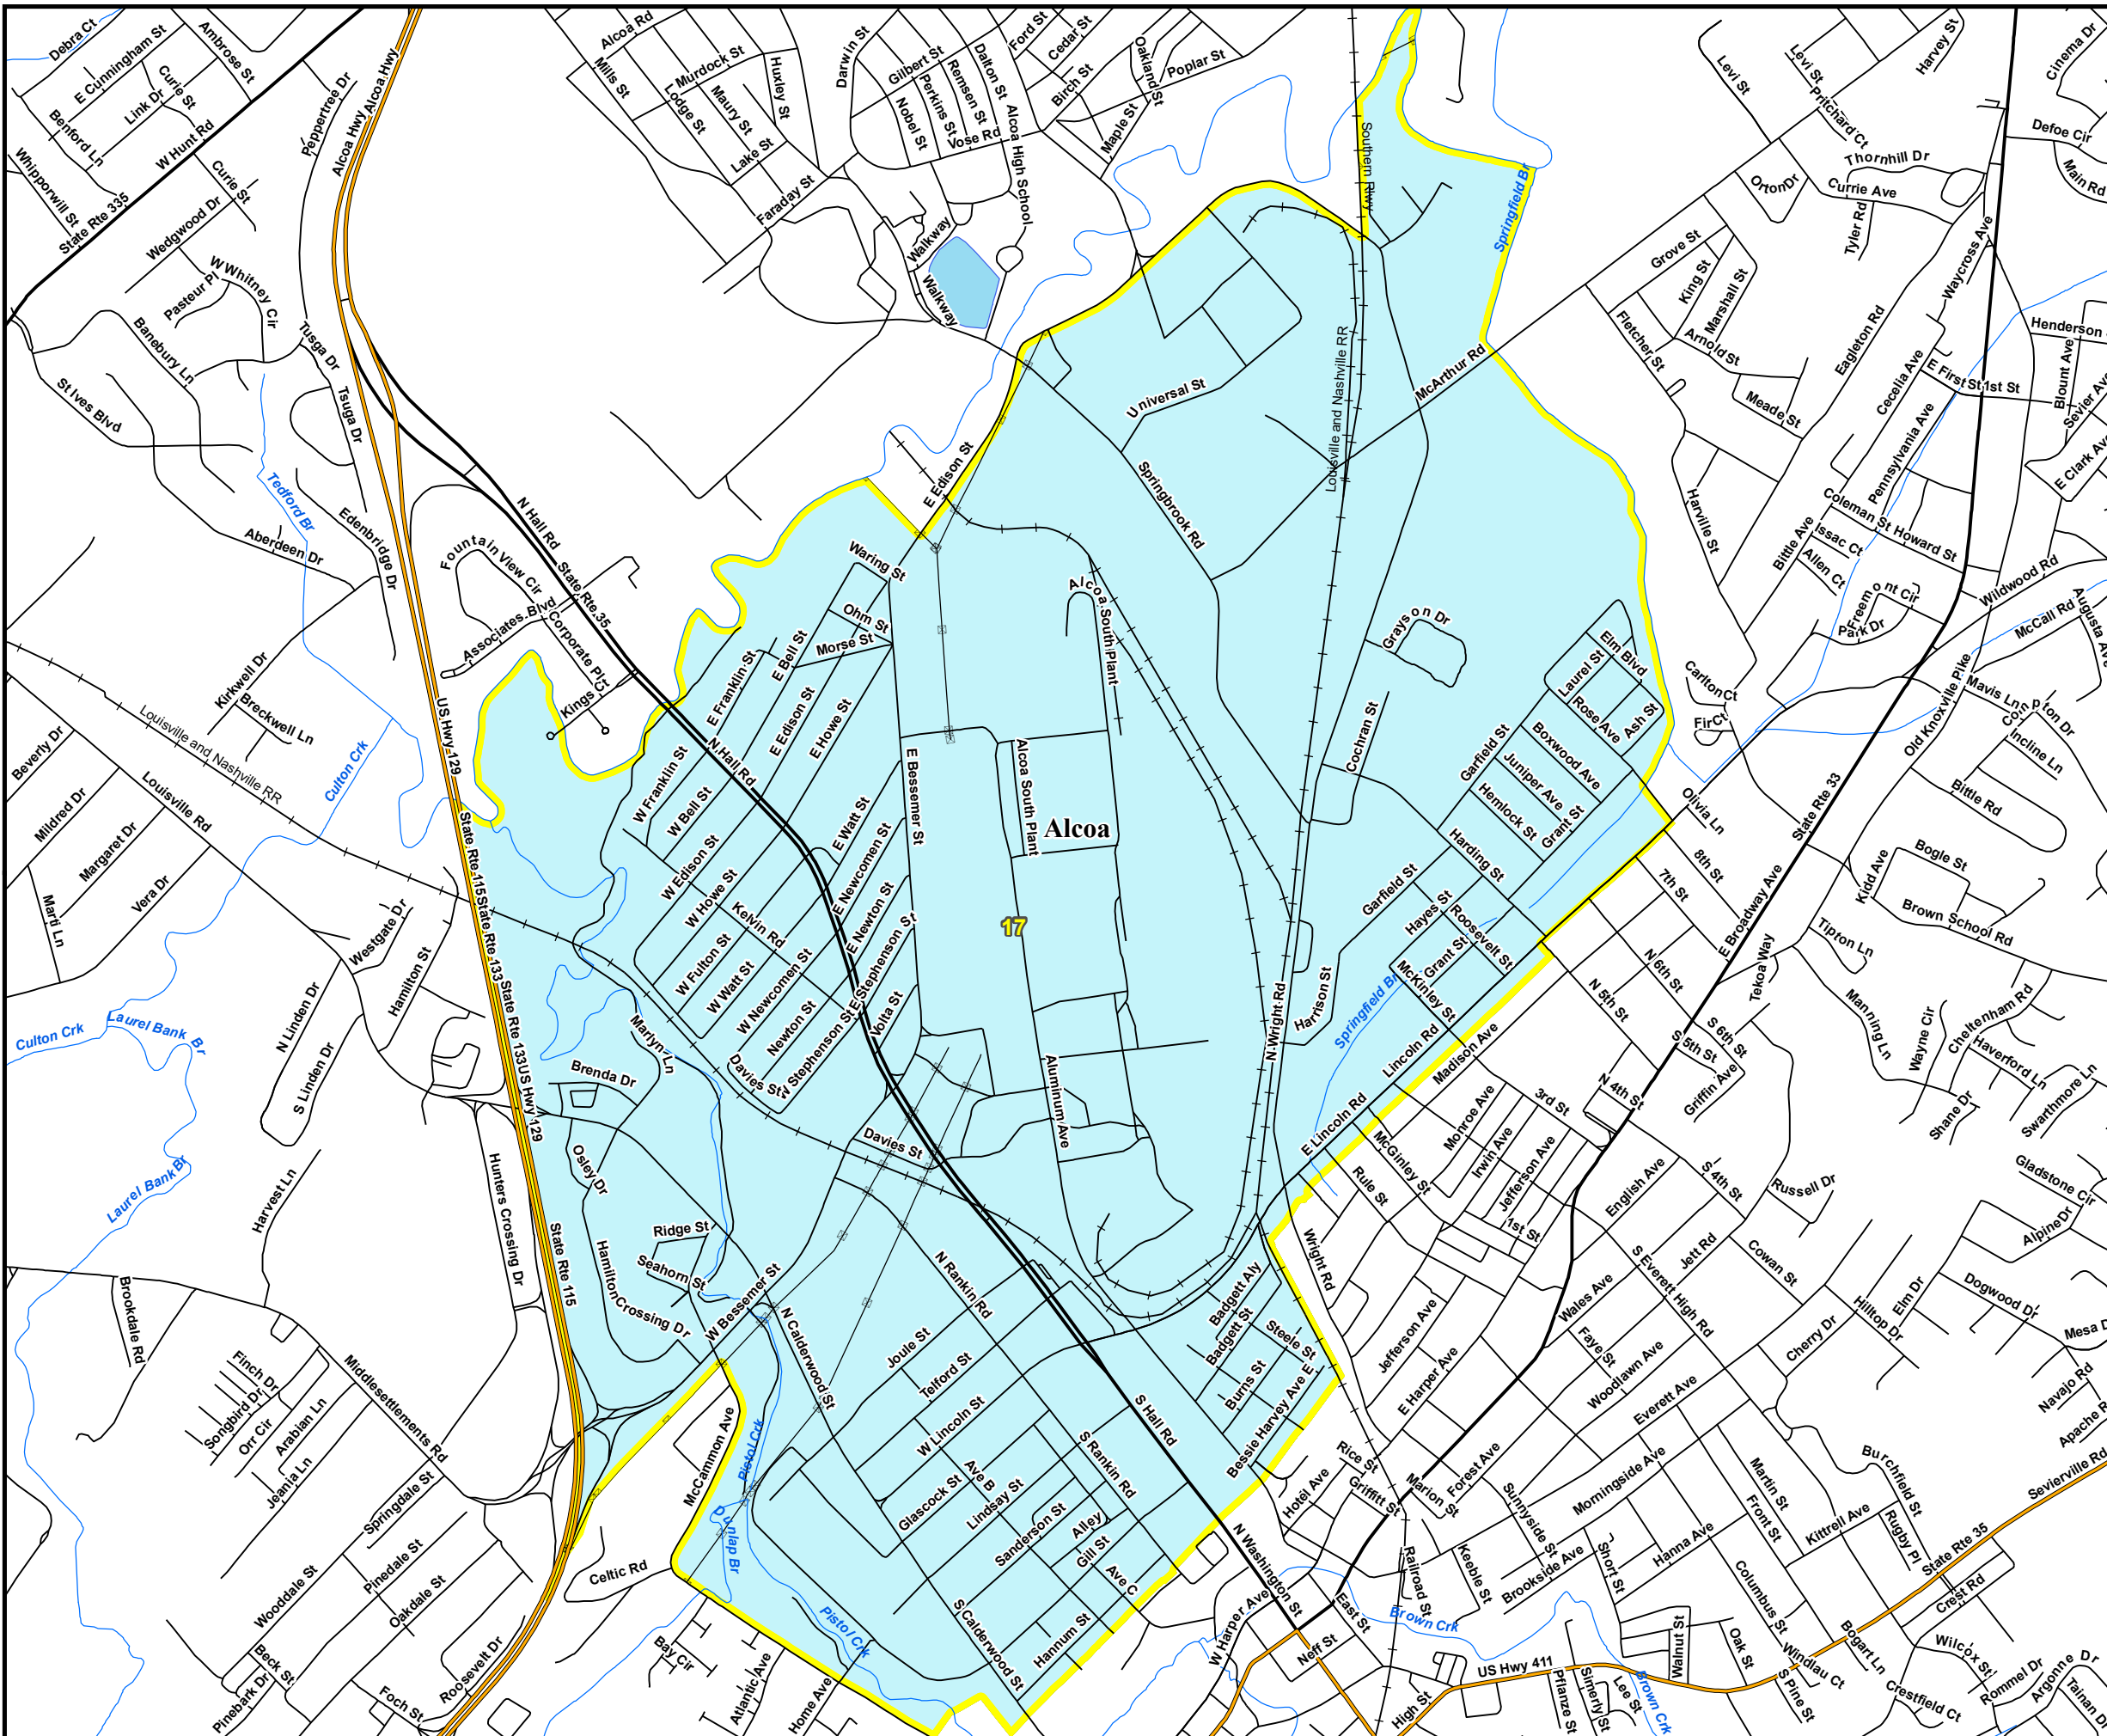 Debra Ct
E Cunningham St
Ambrose St
Curie St
Link Dr
Benford Ln
W Hunt Rd
Whipporwill St
State Rte 335
Curie St
Wedgwood Dr
Peppertree Dr
Alcoa Hwy
Alcoa Hwy
W Whitney Cir
Pasteur Pl
Banebury Ln
Tusga Dr
Tsuga Dr
St Ives Blvd
Tedford Br
Edenbridge Dr
Aberdeen Dr
Fountain View Cir
N Hall Rd
State Rte 35
Associates Blvd
Corporate Pl
Kings Ct
Kirkwell Dr
Breckwell Ln
Louisville and Nashville RR
Culton Crk
US Hwy 129
Beverly Dr
Mildred Dr
Margaret Dr
Louisville Rd
Vera Dr
Marti Ln
State Rte 115
State Rte 133
State Rte 133
US Hwy 129
Westgate Dr
Hamilton St
N Linden Dr
S Linden Dr
Culton Crk
Laurel Bank Br
Laurel Bank Br
Harvest Ln
Hunters Crossing Dr
State Rte 115
Brookdale Rd
Finch Dr
Songbird Dr
Orr Cir
Arabian Ln
Jeania Ln
Middlesettlements Rd
Springdale St
Pinedale St
Wooddale St
Oakdale St
Beck St
Pinebark Dr
Foch St
Roosevelt Dr
Celtic Rd
Bay Cir
Atlantic Ave
Home Ave
Alcoa Rd
Mills St
Murdock St
Lodge St
Maury St
Huxley St
Lake St
Faraday St
Darwin St
Gilbert St
Nobel St
Perkins St
Remsen St
Dalton St
Vose Rd
Alcoa High School
Ford St
Cedar St
Birch St
Oakland St
Poplar St
Maple St
Walkway
Walkway
Southern Rlwy
Springfield Br
Louisville and Nashville RR
McArthur Rd
Universal St
Springbrook Rd
E Edison St
Waring St
Ohm St
Morse St
E Bell St
E Franklin St
E Edison St
E Howe St
W Franklin St
N Hall Rd
W Bell St
W Edison St
W Howe St
E Watt St
E Newcomen St
E Newton St
E Stephenson St
Kelvin Rd
W Fulton St
W Watt St
W Newcomen St
Newton St
W Stephenson St
Volta St
Davies St
Davies St
E Bessemer St
Alcoa South Plant
Alcoa South Plant
Alcoa
17
Aluminum Ave
Grayson Dr
Cochran St
Elm Blvd
Laurel St
Rose Ave
Ash St
Boxwood Ave
Garfield St
Juniper Ave
Hemlock St
Grant St
Harding St
Garfield St
Hayes St
Roosevelt St
Grant St
McKinley St
Springfield Br
Harrison St
N Wright Rd
Lincoln Rd
Madison Ave
E Lincoln Rd
Marlyn Ln
Brenda Dr
Osley Dr
Ridge St
Seahorn St
Hamilton Crossing Dr
W Bessemer St
N Calderwood St
N Rankin Rd
Joule St
Telford St
W Lincoln St
Ave B
Glascock St
Lindsay St
Sanderson St
Alley
Gill St
Ave C
S Rankin Rd
S Hall Rd
Hannum St
S Calderwood St
McCammon Ave
Pistol Crk
Dunlap Br
Pistol Crk
Badgett Aly
Badgett St
Steele St
Burns St
Bessie Harvey Ave E
Wright Rd
Rule St
McGinley St
Monroe Ave
Irwin Ave
Jefferson Ave
3rd St
1st St
Jefferson Ave
E Harper Ave
Levi St
Levi St
Pritchard Ct
Harvey St
Cinema Dr
Defoe Cir
Main Rd
Thornhill Dr
Orton Dr
Currie Ave
Tyler Rd
Waycross Ave
Grove St
King St
Marshall St
Arnold St
Fletcher St
Meade St
Eagleton Rd
Cecelia Ave
Henderson
E First St
1st St
Blount Ave
Sevier Ave
E Clark Ave
Pennsylvania Ave
Coleman St
Howard St
Harville St
Bittle Ave
Issac Ct
Allen Ct
Freemont Cir
Park Dr
Wildwood Rd
McCall Rd
Augusta Ave
Carlton Ct
Fir Ct
Old Knoxville Pike
Mavis Ln
Compton Dr
Incline Ln
Bittle Rd
State Rte 33
Olivia Ln
8th St
7th St
E Broadway Ave
Kidd Ave
Bogle St
Brown School Rd
Tipton Ln
N 6th St
N 5th St
Tekoa Way
S 6th St
S 5th St
Griffin Ave
N 4th St
Manning Ln
Wayne Cir
Cheltenham Rd
Haverford Ln
Shane Dr
Swarthmore Ln
Gladstone Cir
Alpine Dr
English Ave
S 4th St
Russell Dr
Jett Rd
Cowan St
S Everett High Rd
Wales Ave
Faye St
Woodlawn Ave
Cherry Dr
Hilltop Dr
Elm Dr
Dogwood Dr
Mesa D
Navajo Rd
Apache R
Everett Ave
Morningside Ave
Forest Ave
Sunnyside St
Martin St
Front St
Burchfield St
Kittrell Ave
Rugby Pl
Sevierville Rd
State Rte 35
Crest Rd
Hanna Ave
Short St
Brookside Ave
Keeble St
Columbus St
Bogart Ln
Wilcox St
Rommel Dr
Argonne Dr
Tainan D
Crestfield Ct
Windlau Ct
S Pine St
Oak St
Walnut St
Brown Crk
Brown Crk
US Hwy 411
Pflanze St
Simerly St
Lee St
High St
Neff St
East St
Railroad St
W Harper Ave
N Washington St
Rice St
Hotel Ave
Griffitt St
Marion St